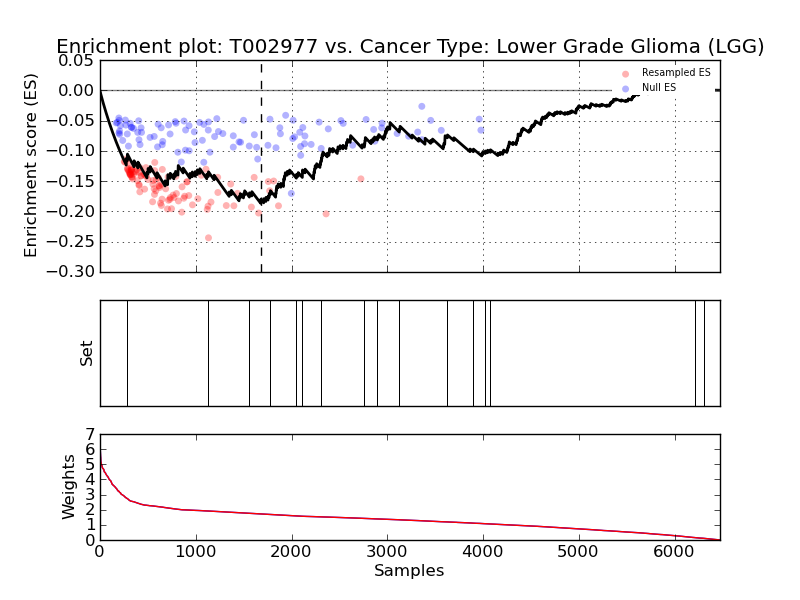 Enrichment plot: T002977 vs. Cancer Type: Lower Grade Glioma (LGG)
Enrichment score (ES)
0.05
0.00
−0.05
−0.10
−0.15
−0.20
−0.25
−0.30
Resampled ES
Null ES
Set
Weights
7
6
5
4
3
2
1
0
0 1000 2000 3000 4000 5000 6000
Samples